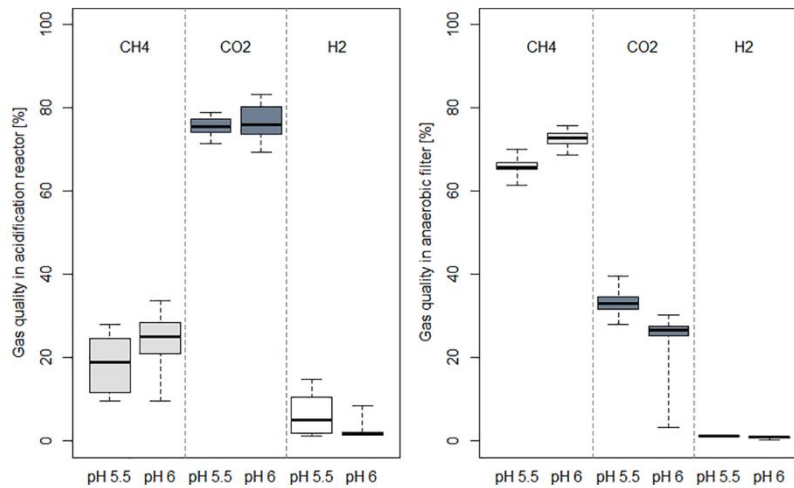 Gas quality in acidification reactor [%]
0
20
40
60
80
100
CH4
CO2
H2
pH 5.5
pH 6
pH 5.5
pH 6
pH 5.5
pH 6
Gas quality in anaerobic filter [%]
0
20
40
60
80
100
CH4
CO2
H2
pH 5.5
pH 6
pH 5.5
pH 6
pH 5.5
pH 6